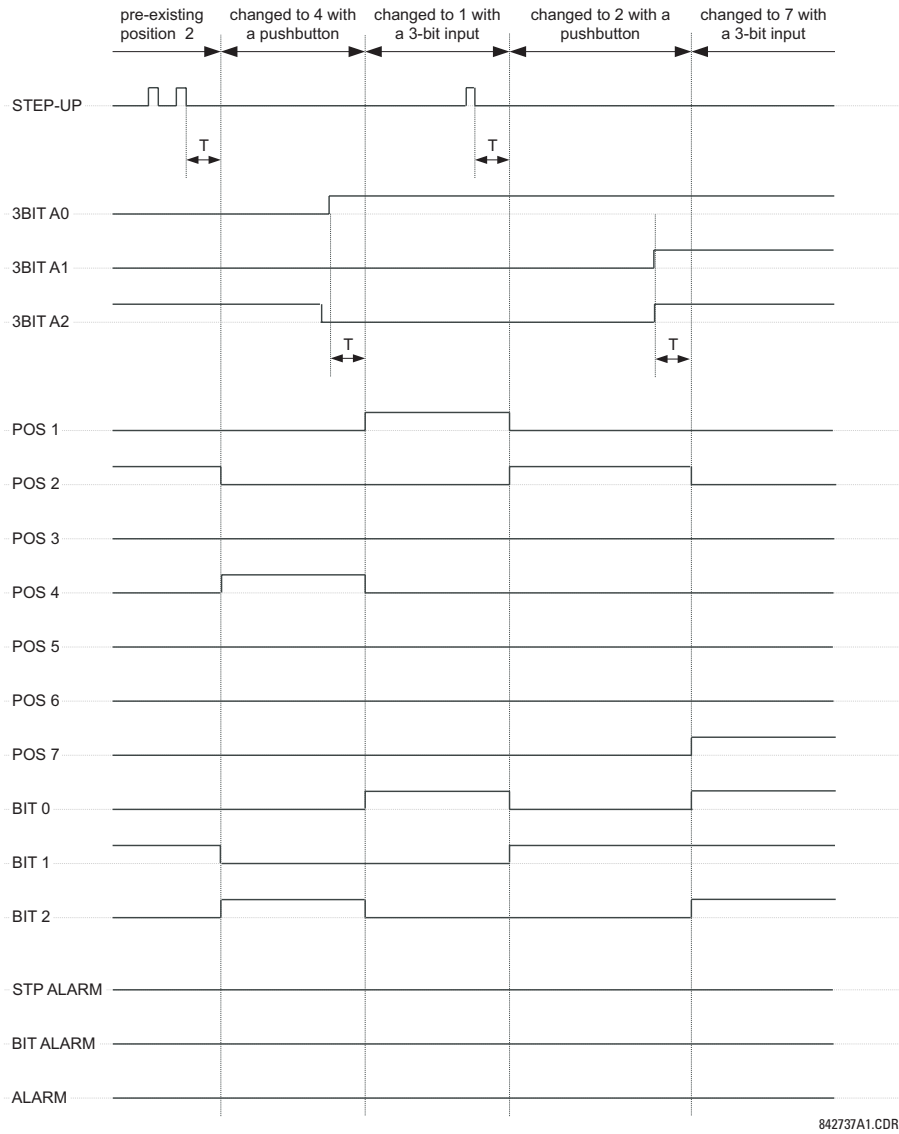 pre-existing
position 2
changed to 4 with
a pushbutton
changed to 1 with
a 3-bit input
changed to 2 with a
pushbutton
changed to 7 with
a 3-bit input
STEP-UP
T
T
3BIT A0
3BIT A1
3BIT A2
T
T
POS 1
POS 2
POS 3
POS 4
POS 5
POS 6
POS 7
BIT 0
BIT 1
BIT 2
STP ALARM
BIT ALARM
ALARM
842737A1.CDR